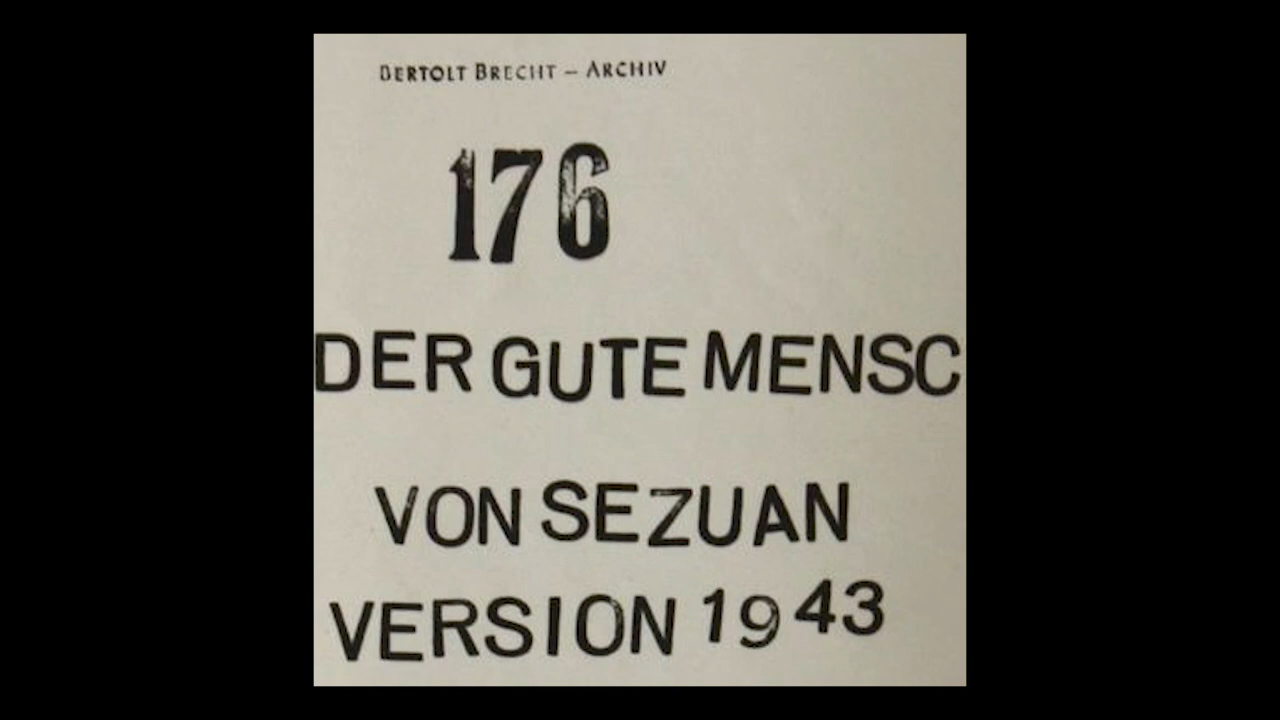 BERTOLT BRECHT – ARCHIV
176
DER GUTE MENSC
VON SEZUAN
VERSION 1943